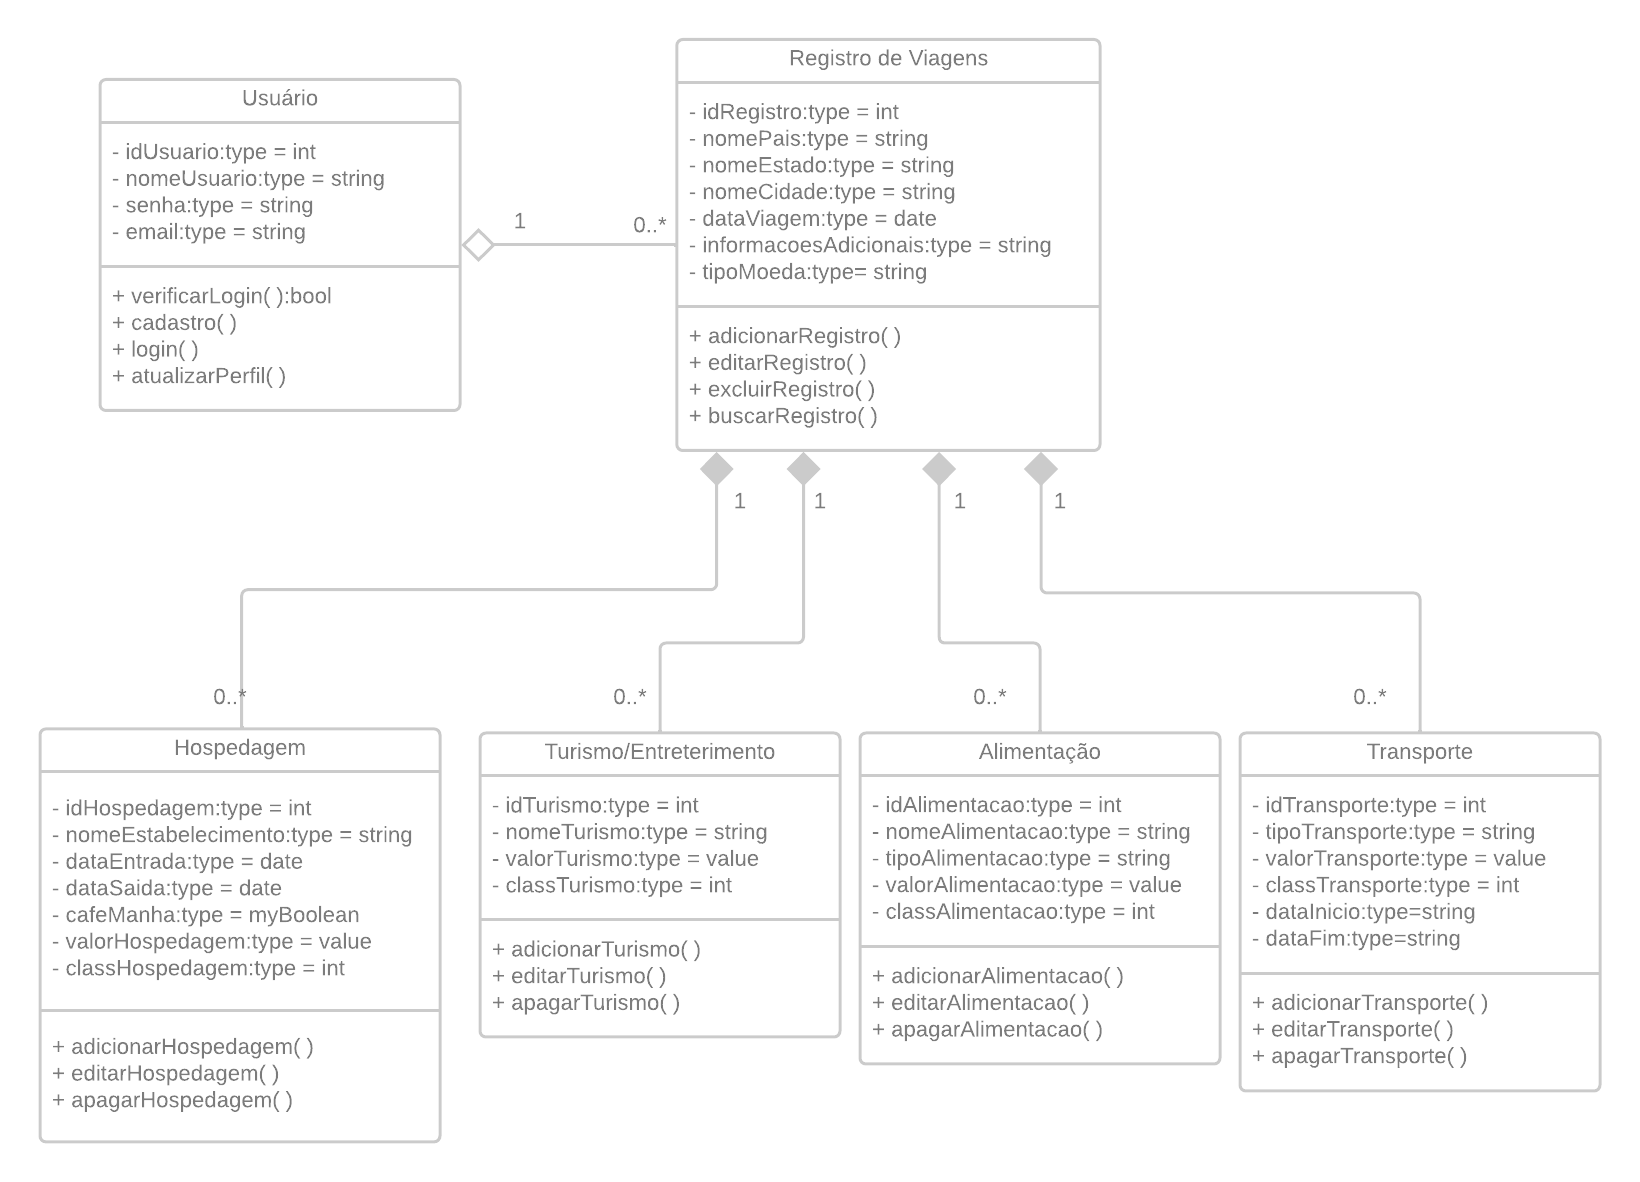 Usuário
- idUsuario:type = int
- nomeUsuario:type = string
- senha:type = string
- email:type = string
+ verificarLogin( ):bool
+ cadastro( )
+ login( )
+ atualizarPerfil( )
1
0..*
Registro de Viagens
- idRegistro:type = int
- nomePais:type = string
- nomeEstado:type = string
- nomeCidade:type = string
- dataViagem:type = date
- informacoesAdicionais:type = string
- tipoMoeda:type= string
+ adicionarRegistro( )
+ editarRegistro( )
+ excluirRegistro( )
+ buscarRegistro( )
1
1
1
1
0..*
0..*
0..*
0..*
Hospedagem
- idHospedagem:type = int
- nomeEstabelecimento:type = string
- dataEntrada:type = date
- dataSaida:type = date
- cafeManha:type = myBoolean
- valorHospedagem:type = value
- classHospedagem:type = int
+ adicionarHospedagem( )
+ editarHospedagem( )
+ apagarHospedagem( )
Turismo/Entreterimento
- idTurismo:type = int
- nomeTurismo:type = string
- valorTurismo:type = value
- classTurismo:type = int
+ adicionarTurismo( )
+ editarTurismo( )
+ apagarTurismo( )
Alimentação
- idAlimentacao:type = int
- nomeAlimentacao:type = string
- tipoAlimentacao:type = string
- valorAlimentacao:type = value
- classAlimentacao:type = int
+ adicionarAlimentacao( )
+ editarAlimentacao( )
+ apagarAlimentacao( )
Transporte
- idTransporte:type = int
- tipoTransporte:type = string
- valorTransporte:type = value
- classTransporte:type = int
- dataInicio:type=string
- dataFim:type=string
+ adicionarTransporte( )
+ editarTransporte( )
+ apagarTransporte( )